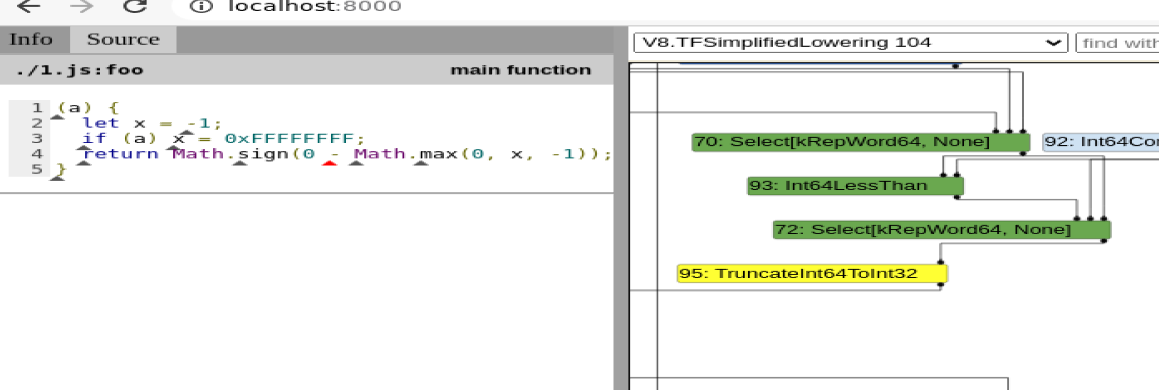 localhost:8000
Info Source
V8.TFSimplifiedLowering 104
find with
./1.js:foo main function
1 (a) {
2 let x = -1;
3 if (a) x = 0xFFFFFFFF;
4 return Math.sign(0 - Math.max(0, x, -1));
5 }
70: Select[kRepWord64, None]
92: Int64Con
93: Int64LessThan
72: Select[kRepWord64, None]
95: TruncateInt64ToInt32